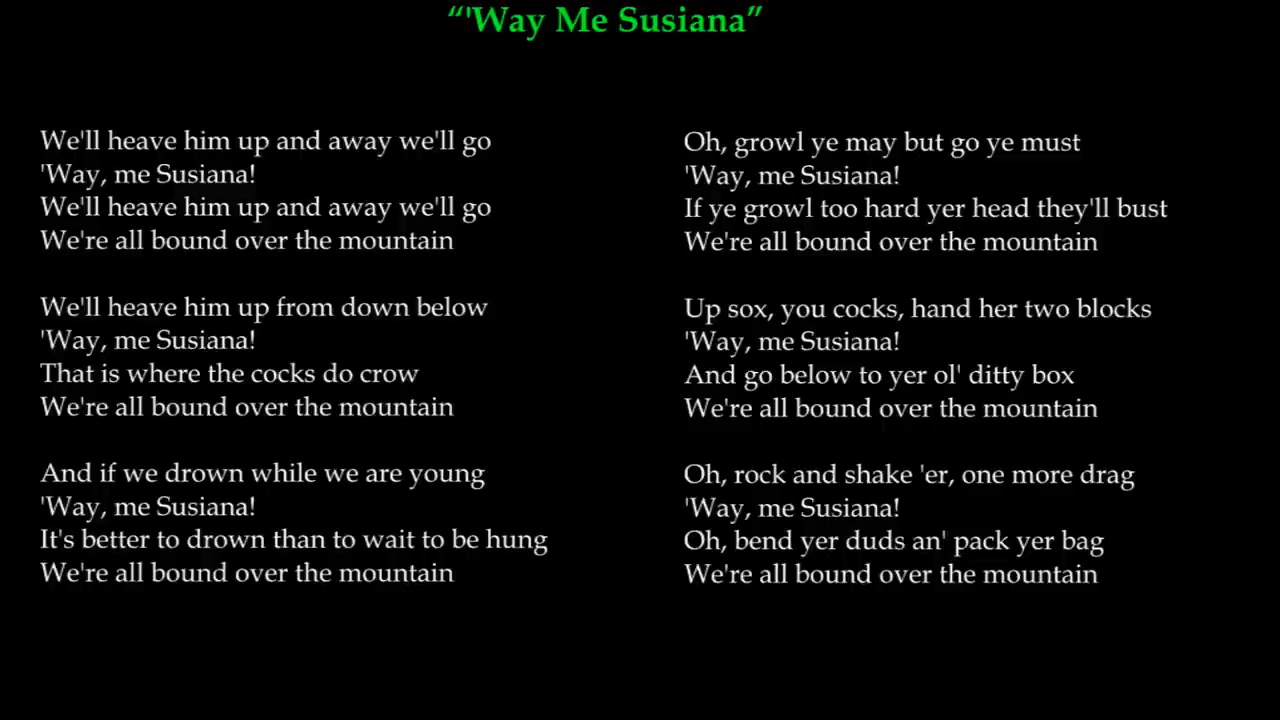 “'Way Me Susiana”
We'll heave him up and away we'll go
'Way, me Susiana!
We'll heave him up and away we'll go
We're all bound over the mountain
We'll heave him up from down below
'Way, me Susiana!
That is where the cocks do crow
We're all bound over the mountain
And if we drown while we are young
'Way, me Susiana!
It's better to drown than to wait to be hung
We're all bound over the mountain
Oh, growl ye may but go ye must
'Way, me Susiana!
If ye growl too hard yer head they'll bust
We're all bound over the mountain
Up sox, you cocks, hand her two blocks
'Way, me Susiana!
And go below to yer ol' ditty box
We're all bound over the mountain
Oh, rock and shake 'er, one more drag
'Way, me Susiana!
Oh, bend yer duds an' pack yer bag
We're all bound over the mountain